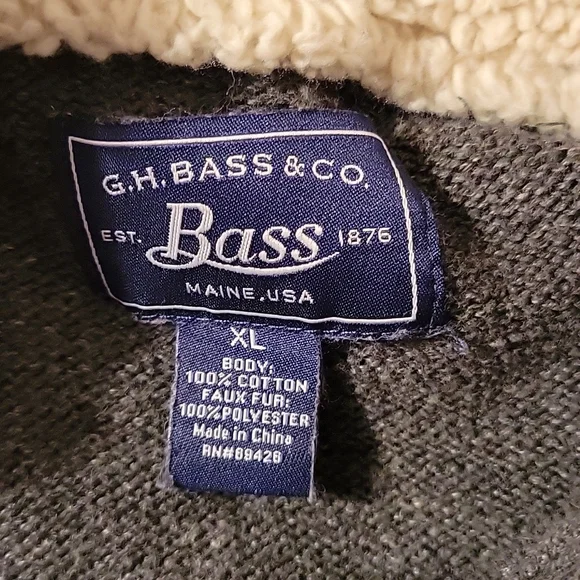 G.H. BASS & CO.
EST. Bass 1876
MAINE, USA
XL
BODY:
100% COTTON
FAUX FUR:
100%POLYESTER
Made in China
RN#69426